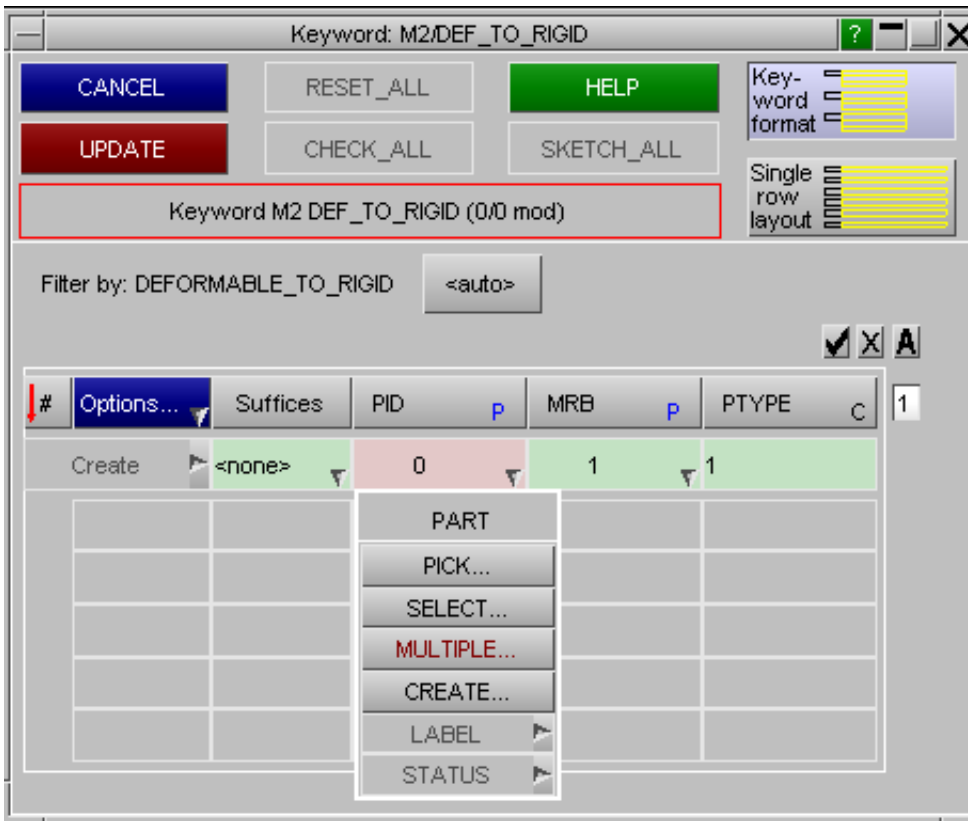 Keyword: M2/DEF_TO_RIGID
?
CANCEL
RESET_ALL
HELP
Key-
word
format
UPDATE
CHECK_ALL
SKETCH_ALL
Single
row
layout
Keyword M2 DEF_TO_RIGID (0/0 mod)
Filter by: DEFORMABLE_TO_RIGID
<auto>
X A
# Options... Suffices PID P MRB P PTYPE C 1
Create <none> 0 1 1
PART
PICK...
SELECT...
MULTIPLE...
CREATE...
LABEL
STATUS